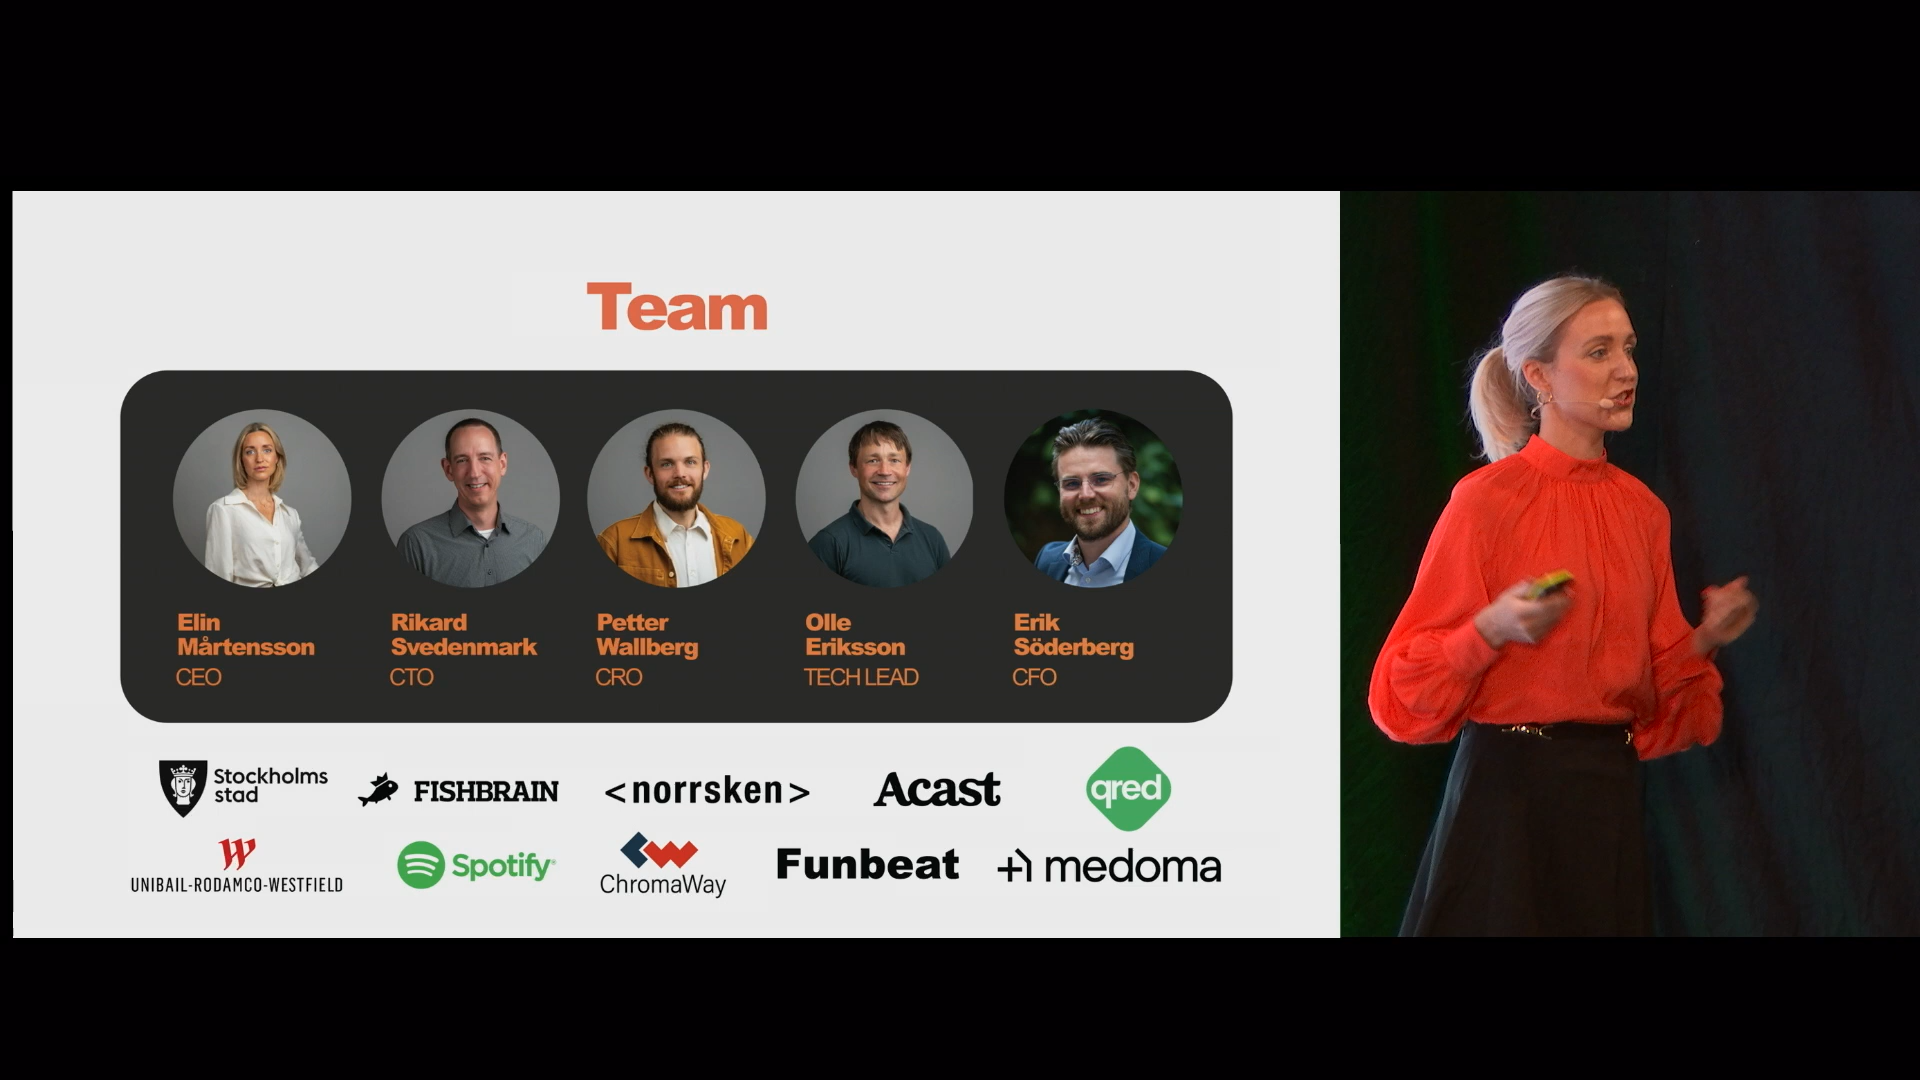 Team
Elin
Mårtensson
CEO
Rikard
Svedenmark
CTO
Petter
Wallberg
CRO
Olle
Eriksson
TECH LEAD
Erik
Söderberg
CFO
Stockholms
stad
FISHBRAIN
<norrsken>
Acast
qred
UNIBAIL-RODAMCO-WESTFIELD
Spotify
ChromaWay
Funbeat
medoma